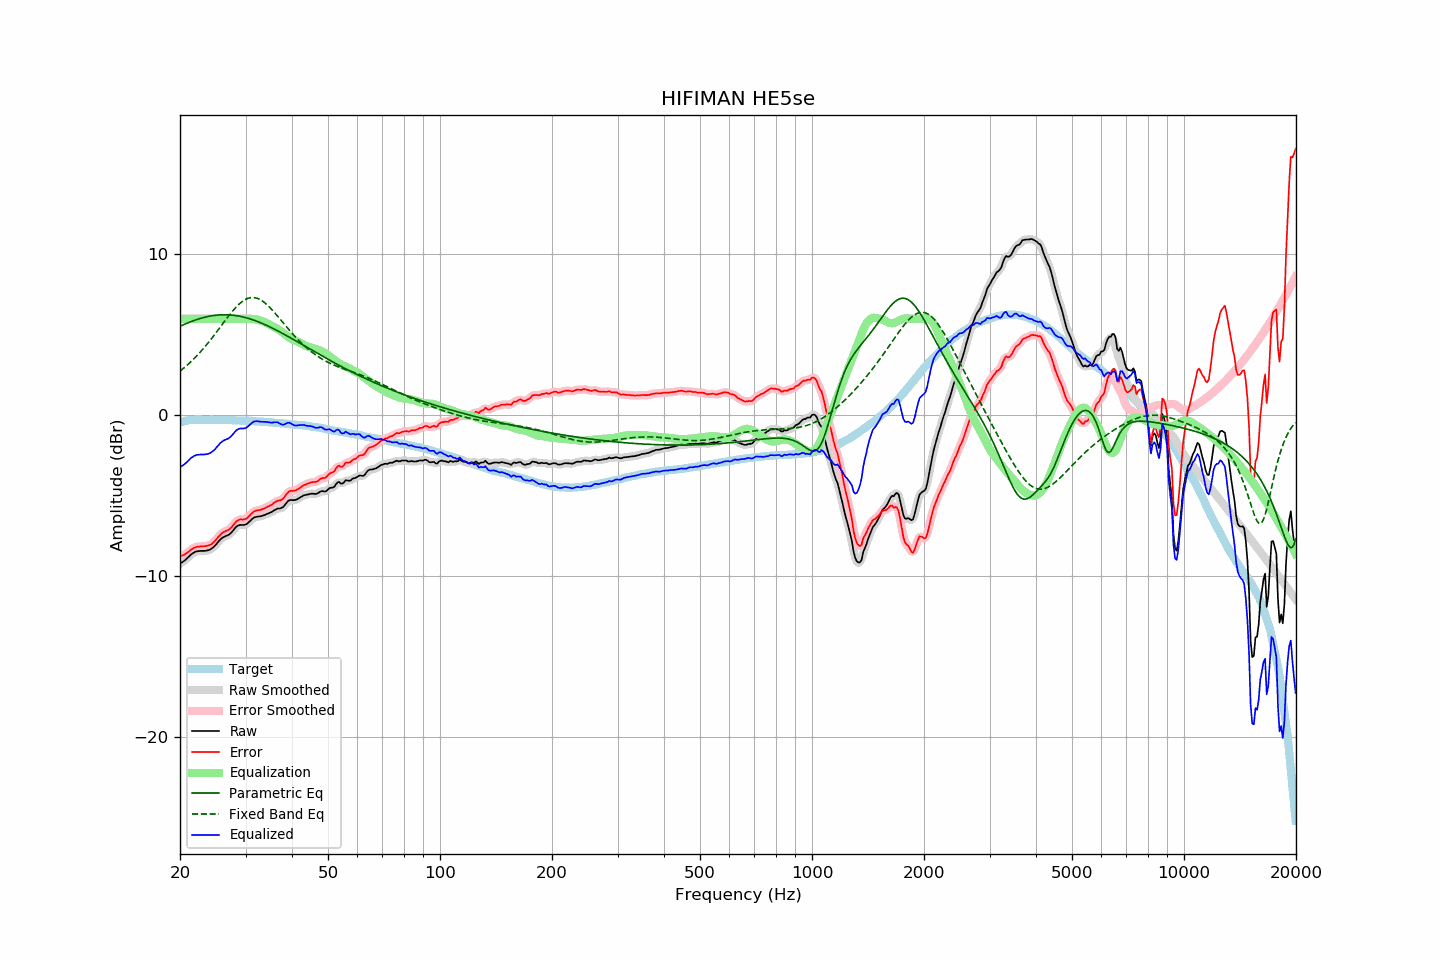 HIFIMAN HE5se
Amplitude (dBr)
10
0
−10
−20
Target
Raw Smoothed
Error Smoothed
Raw
Error
Equalization
Parametric Eq
Fixed Band Eq
Equalized
20 50 100 200 500 1000 2000 5000 10000 20000
Frequency (Hz)